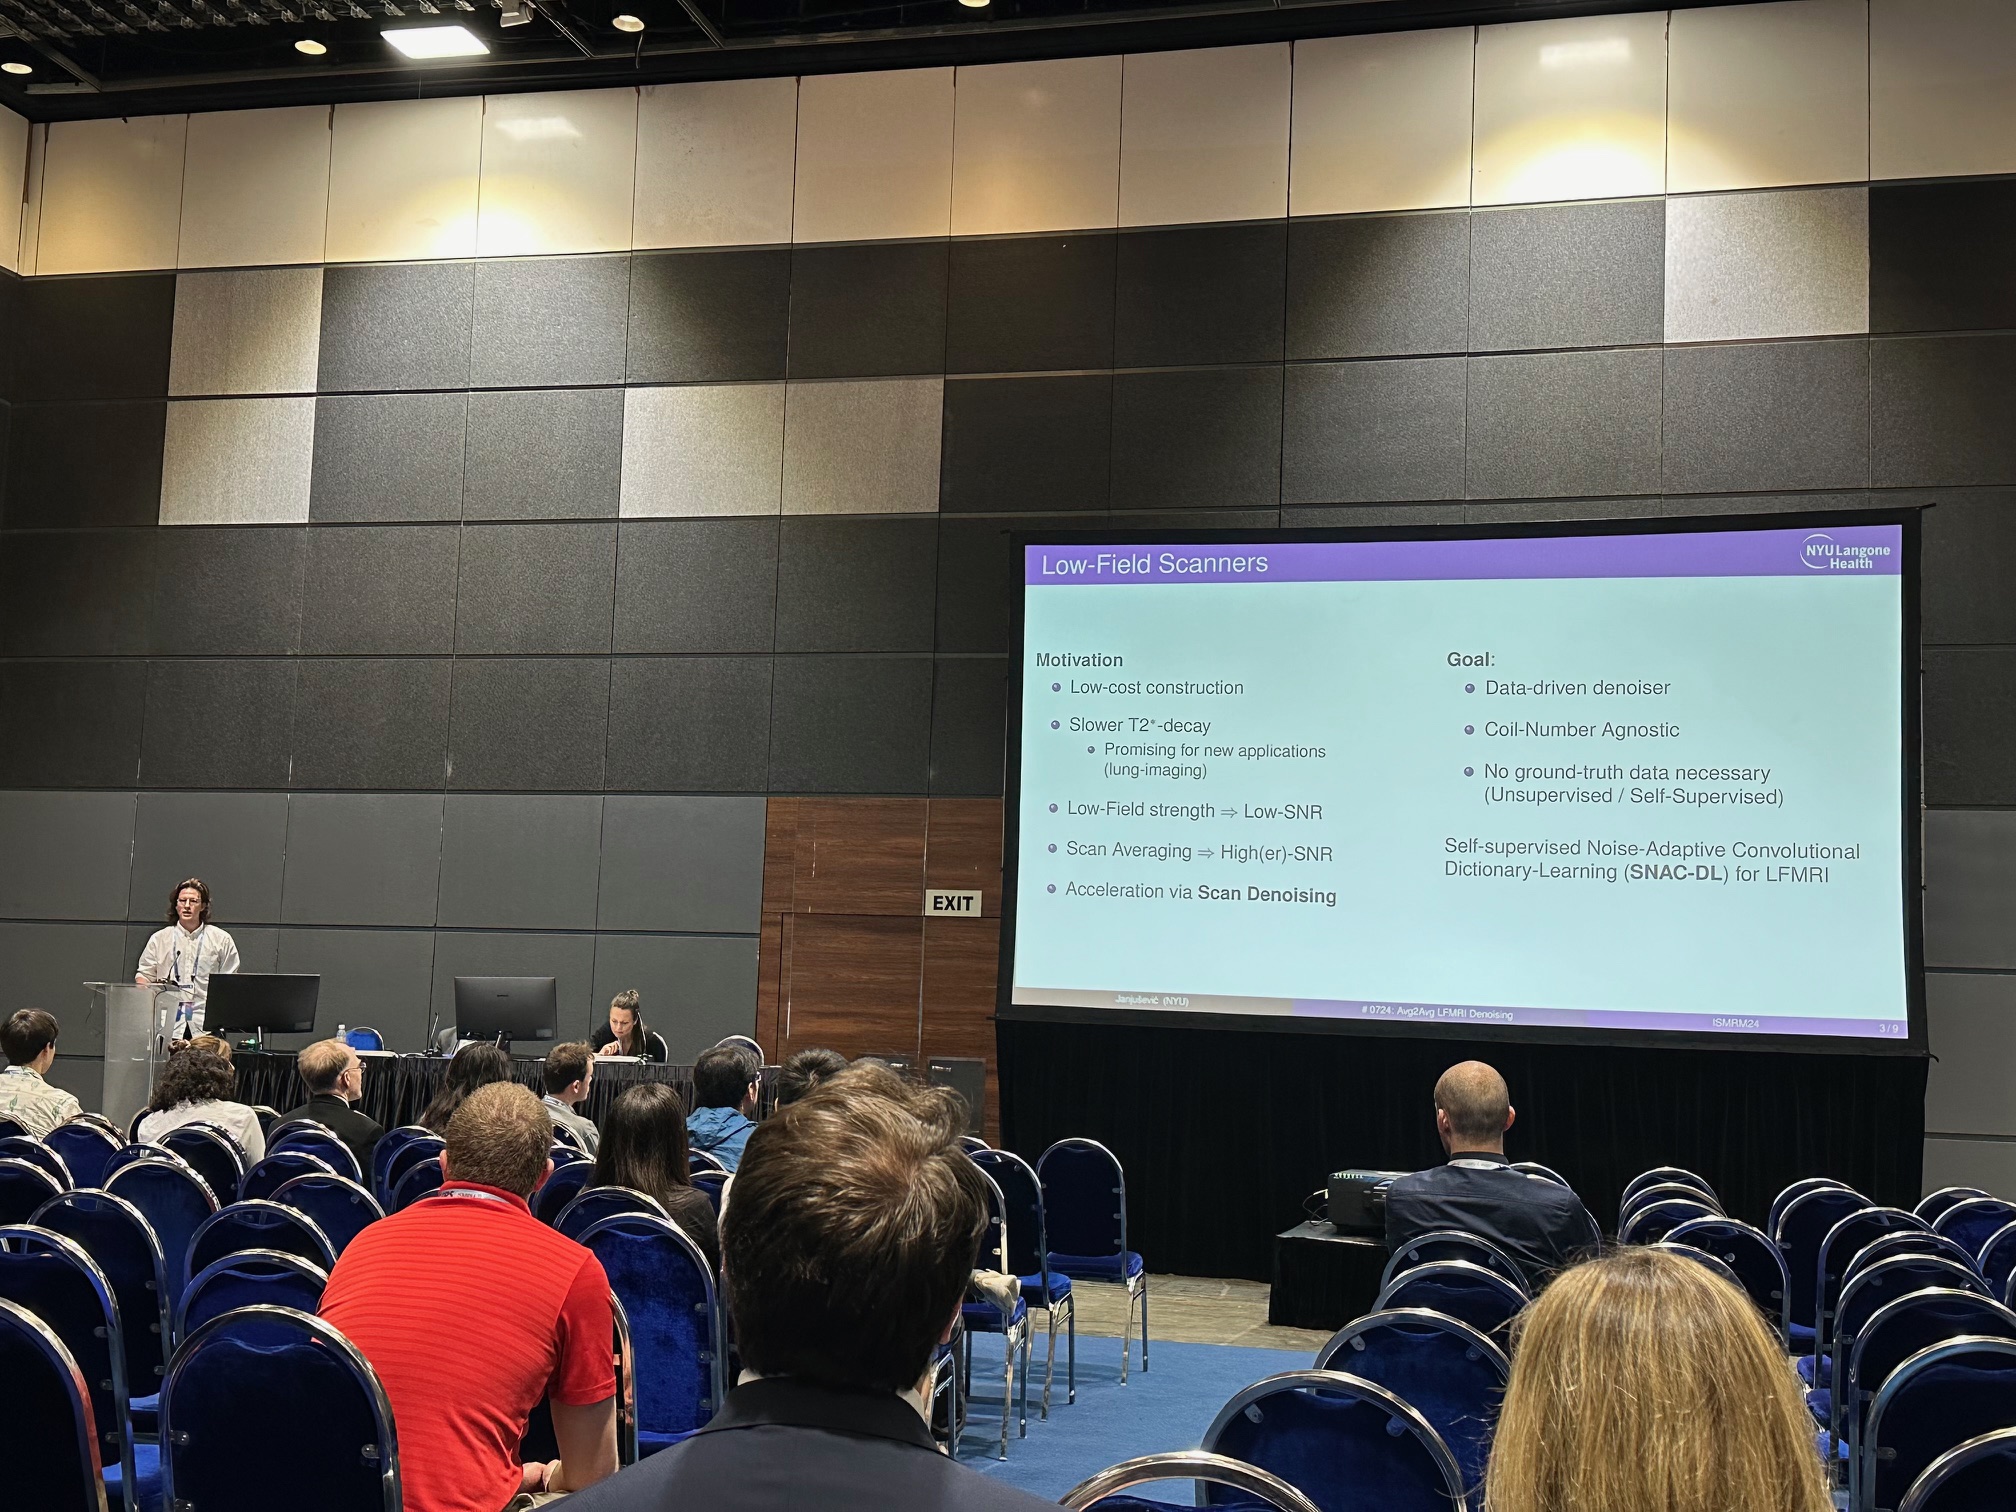 Low-Field Scanners
NYU Langone
Health
Motivation
Low-cost construction
Slower T2*-decay
Promising for new applications
(lung-imaging)
Low-Field strength ⇒ Low-SNR
Scan Averaging ⇒ High(er)-SNR
Acceleration via Scan Denoising
Goal:
Data-driven denoiser
Coil-Number Agnostic
No ground-truth data necessary
(Unsupervised / Self-Supervised)
Self-supervised Noise-Adaptive Convolutional
Dictionary-Learning (SNAC-DL) for LFMRI
Janjušević (NYU)
# 0724: Avg2Avg LFMRI Denoising
ISMRM24
3 / 9
EXIT